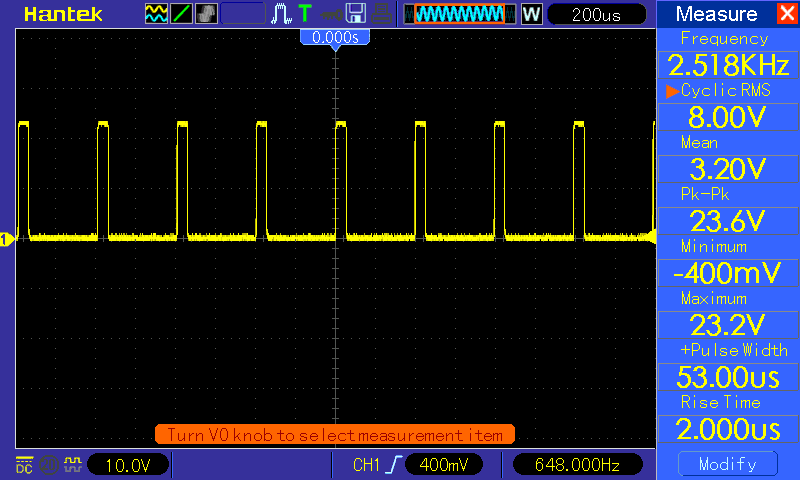 Hantek T W 200us Measure
0.000s
Frequency
2.518KHz
Cyclic RMS
8.00V
Mean
3.20V
Pk-Pk
23.6V
1
Minimum
-400mV
Maximum
23.2V
+Pulse Width
53.00us
Rise Time
2.000us
Turn V0 knob to select measurement item
DC 10.0V CH1 400mV 648.000Hz Modify